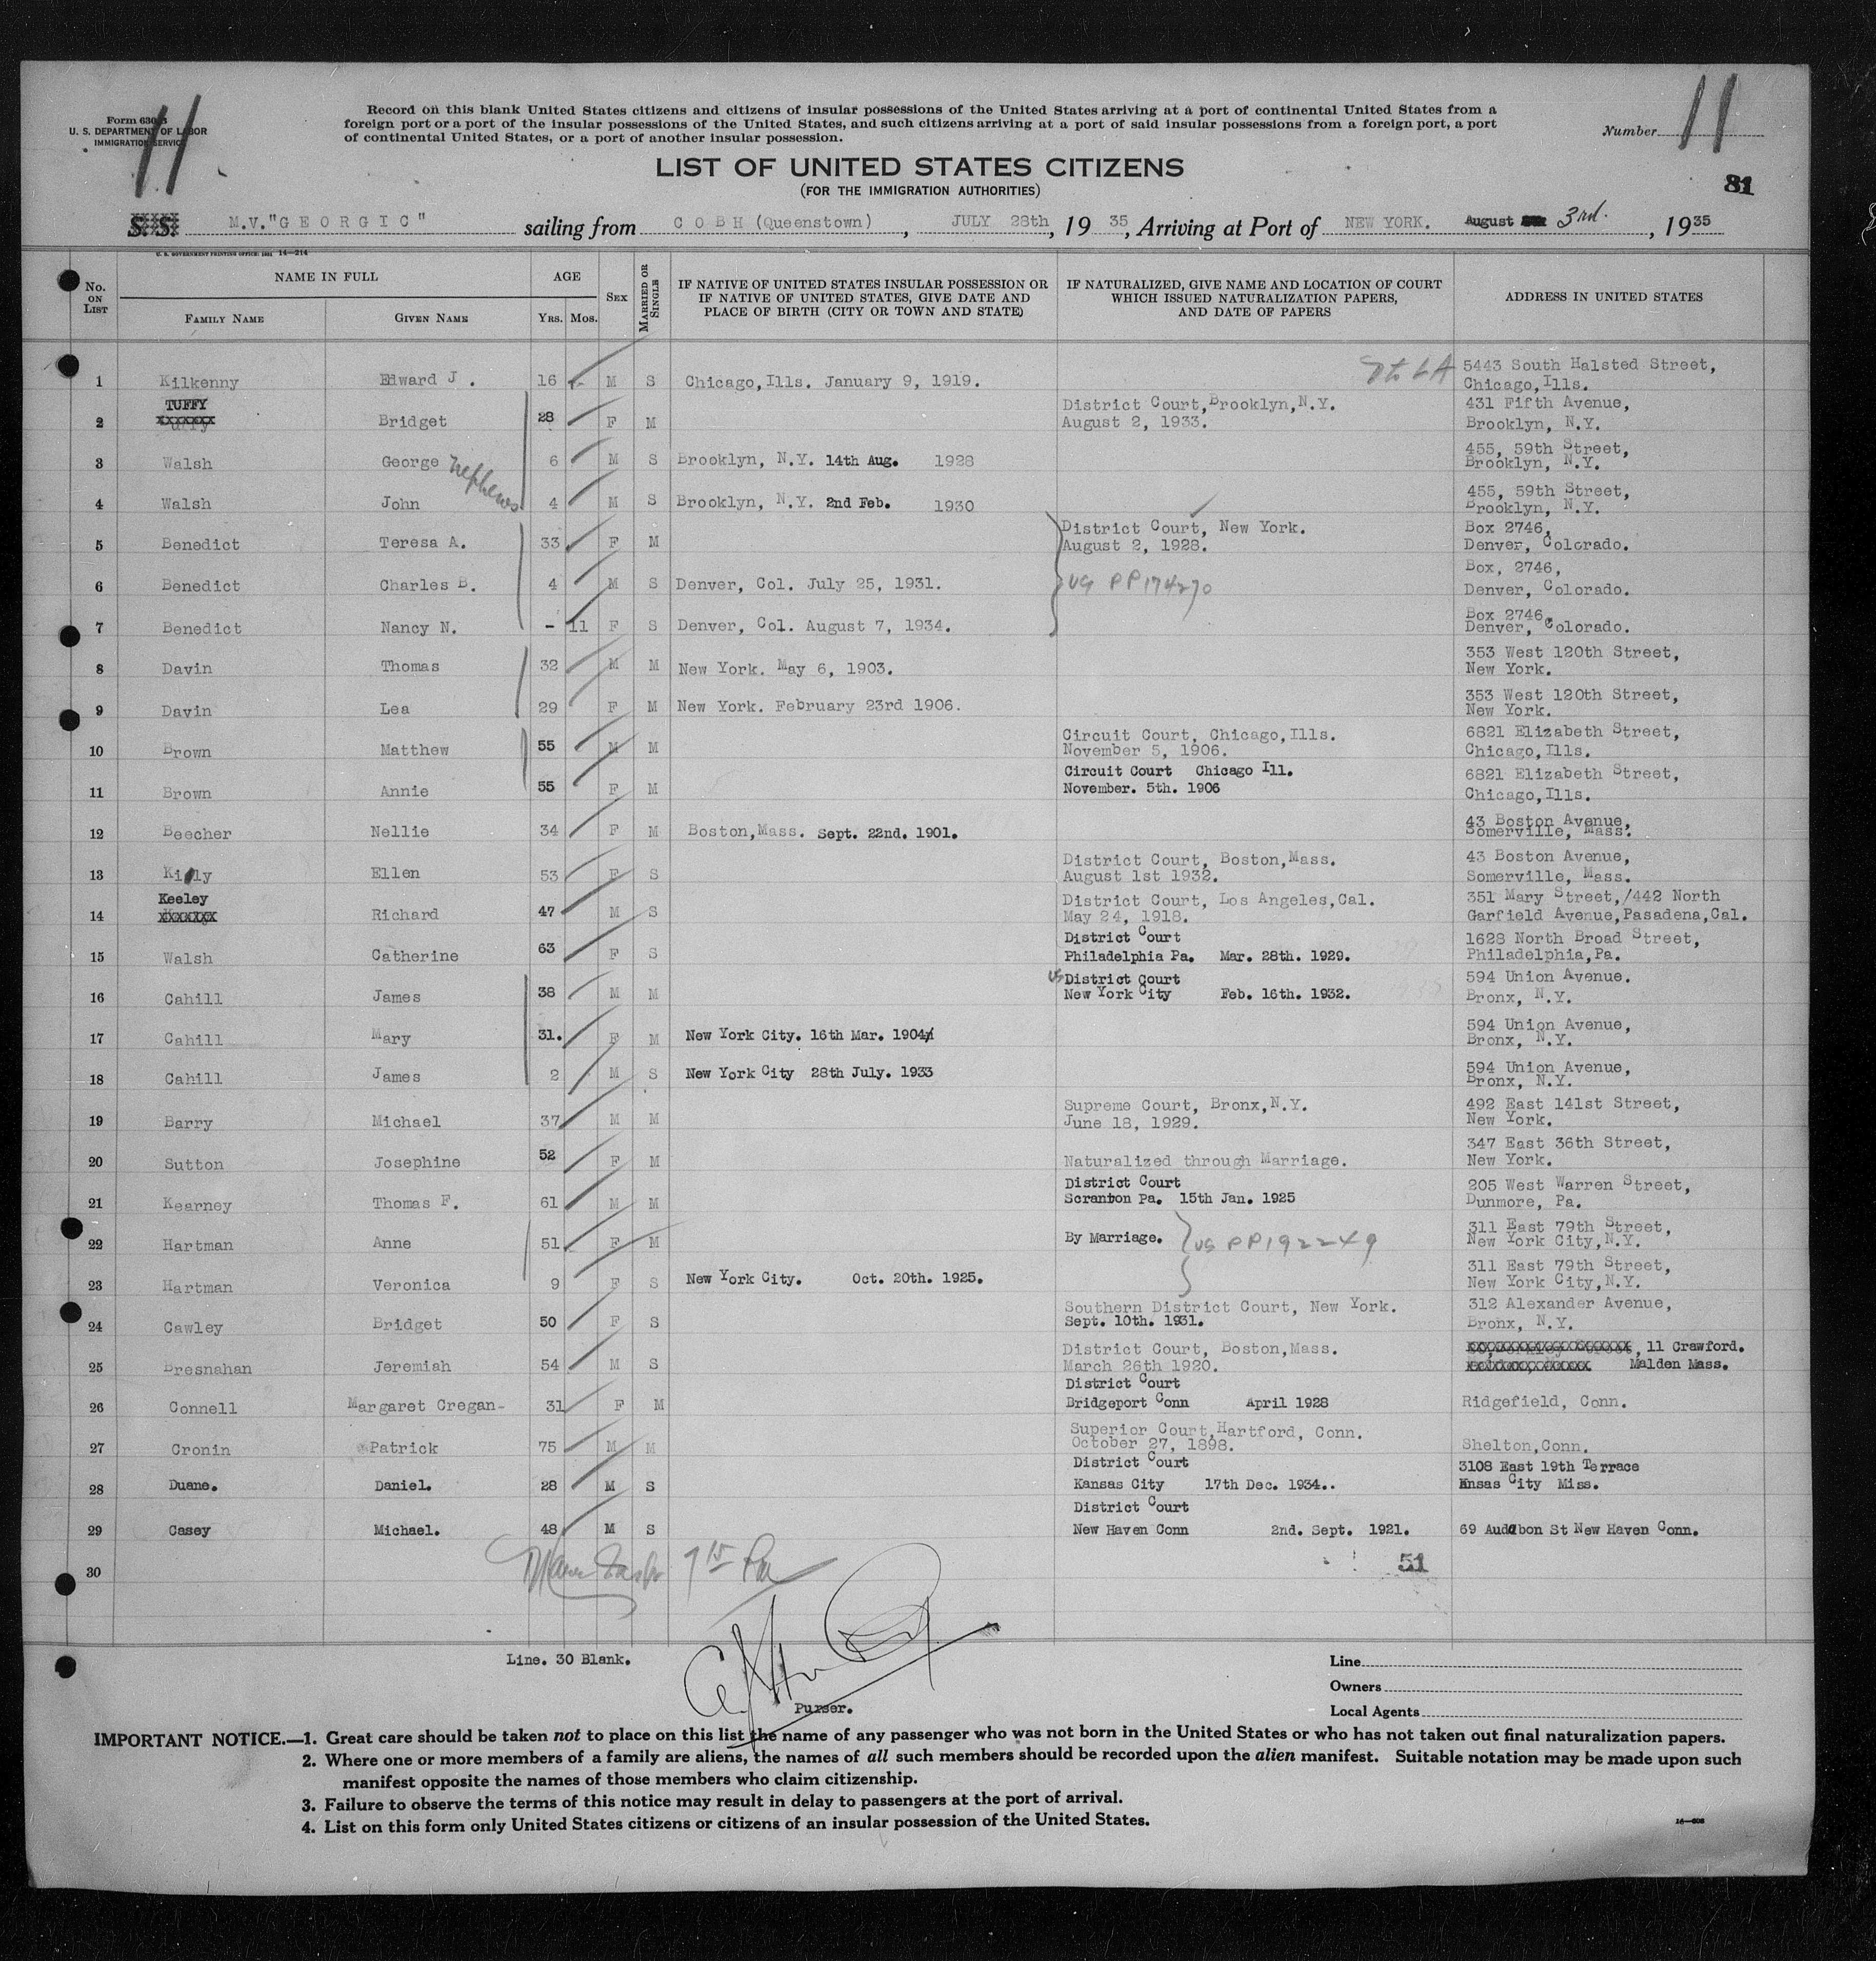 11
Form 630
U. S. DEPARTMENT OF LABOR
IMMIGRATION SERVICE
Record on this blank United States citizens and citizens of insular possessions of the United States arriving at a port of continental United States from a
foreign port or a port of the insular possessions of the United States, and such citizens arriving at a port of said insular possessions from a foreign port, a port
of continental United States, or a port of another insular possession.
Number 11
LIST OF UNITED STATES CITIZENS
(FOR THE IMMIGRATION AUTHORITIES)
81
S. S. M.V."GEORGIC" sailing from COBH (Queenstown), JULY 28th, 19 35, Arriving at Port of NEW YORK. August 3rd., 19 35
U. S. GOVERNMENT PRINTING OFFICE: 1931 14—214
No. ON LIST
NAME IN FULL
FAMILY NAME GIVEN NAME
AGE
YRS. MOS.
SEX
MARRIED OR SINGLE
IF NATIVE OF UNITED STATES INSULAR POSSESSION OR
IF NATIVE OF UNITED STATES, GIVE DATE AND
PLACE OF BIRTH (CITY OR TOWN AND STATE)
IF NATURALIZED, GIVE NAME AND LOCATION OF COURT
WHICH ISSUED NATURALIZATION PAPERS,
AND DATE OF PAPERS
ADDRESS IN UNITED STATES
1 Kilkenny Edward J. 16 M S Chicago,Ills. January 9, 1919. 5443 South Halsted Street,
Chicago,Ills.
2 TUFFY Bridget 28 F M District Court,Brooklyn,N.Y. 431 Fifth Avenue,
August 2, 1933. Brooklyn, N.Y.
3 Walsh George nephews 6 M S Brooklyn, N.Y. 14th Aug. 1928 455, 59th Street,
Brooklyn, N.Y.
4 Walsh John 4 M S Brooklyn, N.Y. 2nd Feb. 1930 455, 59th Street,
Brooklyn, N.Y.
5 Benedict Teresa A. 33 F M District Court, New York. Box 2746,
August 2, 1928. Denver, Colorado.
6 Benedict Charles B. 4 M S Denver, Col. July 25, 1931. US PP174270 Box, 2746,
Denver, Colorado.
7 Benedict Nancy N. - 11 F S Denver, Col. August 7, 1934. Box 2746,
Denver, Colorado.
8 Davin Thomas 32 M M New York. May 6, 1903. 353 West 120th Street,
New York.
9 Davin Lea 29 F M New York. February 23rd 1906. 353 West 120th Street,
New York.
10 Brown Matthew 55 M M Circuit Court, Chicago,Ills. 6821 Elizabeth Street,
November 5, 1906. Chicago,Ills.
11 Brown Annie 55 F M Circuit Court Chicago Ill. 6821 Elizabeth Street,
November. 5th. 1906 Chicago,Ills.
12 Beecher Nellie 34 F M Boston,Mass. Sept. 22nd. 1901. 43 Boston Avenue,
Somerville, Mass.
13 Ellen 53 F S District Court, Boston,Mass. 43 Boston Avenue,
August 1st 1932. Somerville, Mass.
14 Keeley Richard 47 M S District Court, Los Angeles,Cal. 351 Mary Street,/442 North
May 24, 1918. Garfield Avenue,Pasadena,Cal.
15 Walsh Catherine 63 F S District Court 1628 North Broad Street,
Philadelphia Pa. Mar. 28th. 1929. Philadelphia,Pa.
16 Cahill James 38 M M US District Court 594 Union Avenue.
New York City Feb. 16th. 1932. Bronx, N.Y.
17 Cahill Mary 31. F M New York City. 16th Mar. 1904 594 Union Avenue,
Bronx, N.Y.
18 Cahill James 2 M S New York City 28th July. 1933 594 Union Avenue,
Bronx, N.Y.
19 Barry Michael 37 M M Supreme Court, Bronx,N.Y. 492 East 141st Street,
June 18, 1929. New York.
20 Sutton Josephine 52 F M Naturalized through Marriage. 347 East 36th Street,
New York.
21 Kearney Thomas F. 61 M M District Court 205 West Warren Street,
Scranton Pa. 15th Jan. 1925 Dunmore, Pa.
22 Hartman Anne 51 F M By Marriage. US PP192249 311 East 79th Street,
New York City,N.Y.
23 Hartman Veronica 9 F S New York City. Oct. 20th. 1925. 311 East 79th Street,
New York City,N.Y.
24 Cawley Bridget 50 F S Southern District Court, New York. 312 Alexander Avenue,
Sept. 10th. 1931. Bronx, N.Y.
25 Bresnahan Jeremiah 54 M S District Court, Boston,Mass. , 11 Crawford.
March 26th 1920. Malden Mass.
26 Connell Margaret Cregan- 31 F M District Court
Bridgeport Conn April 1928 Ridgefield, Conn.
27 Cronin Patrick 75 M M Superior Court,Hartford, Conn.
October 27, 1898. Shelton,Conn.
28 Duane. Daniel. 28 M S District Court 3108 East 19th Terrace
Kansas City 17th Dec. 1934.. Knsas City Miss.
29 Casey Michael. 48 M S District Court
New Haven Conn 2nd. Sept. 1921. 69 Audubon St New Haven Conn.
30
51
Line. 30 Blank.
Purser.
Line
Owners
Local Agents
IMPORTANT NOTICE.—1. Great care should be taken not to place on this list the name of any passenger who was not born in the United States or who has not taken out final naturalization papers.
2. Where one or more members of a family are aliens, the names of all such members should be recorded upon the alien manifest. Suitable notation may be made upon such
manifest opposite the names of those members who claim citizenship.
3. Failure to observe the terms of this notice may result in delay to passengers at the port of arrival.
4. List on this form only United States citizens or citizens of an insular possession of the United States.